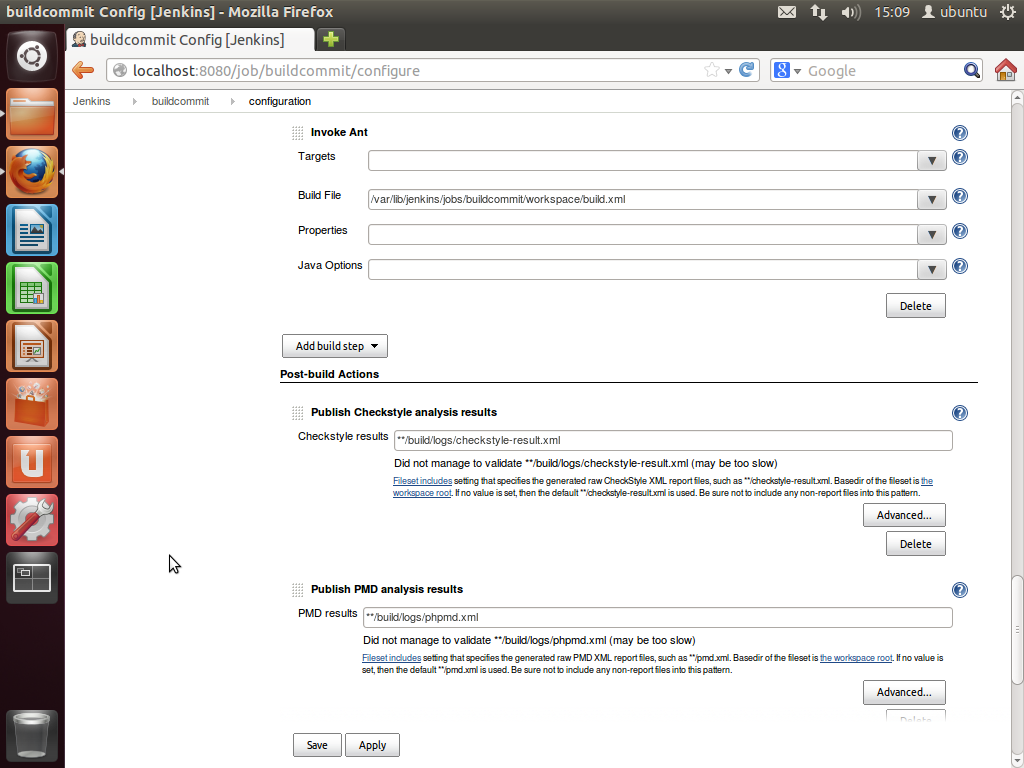 buildcommit Config [Jenkins] - Mozilla Firefox
15:09 ubuntu
buildcommit Config [Jenkins]
localhost:8080/job/buildcommit/configure
8 Google
Jenkins buildcommit configuration
Invoke Ant
Targets
Build File /var/lib/jenkins/jobs/buildcommit/workspace/build.xml
Properties
Java Options
Delete
Add build step
Post-build Actions
Publish Checkstyle analysis results
Checkstyle results **/build/logs/checkstyle-result.xml
Did not manage to validate **/build/logs/checkstyle-result.xml (may be too slow)
Fileset includes setting that specifies the generated raw CheckStyle XML report files, such as **/checkstyle-result.xml. Basedir of the fileset is the
workspace root. If no value is set, then the default **/checkstyle-result.xml is used. Be sure not to include any non-report files into this pattern.
Advanced...
Delete
Publish PMD analysis results
PMD results **/build/logs/phpmd.xml
Did not manage to validate **/build/logs/phpmd.xml (may be too slow)
Fileset includes setting that specifies the generated raw PMD XML report files, such as **/pmd.xml. Basedir of the fileset is the workspace root. If no value is
set, then the default **/pmd.xml is used. Be sure not to include any non-report files into this pattern.
Advanced...
Delete
Save Apply